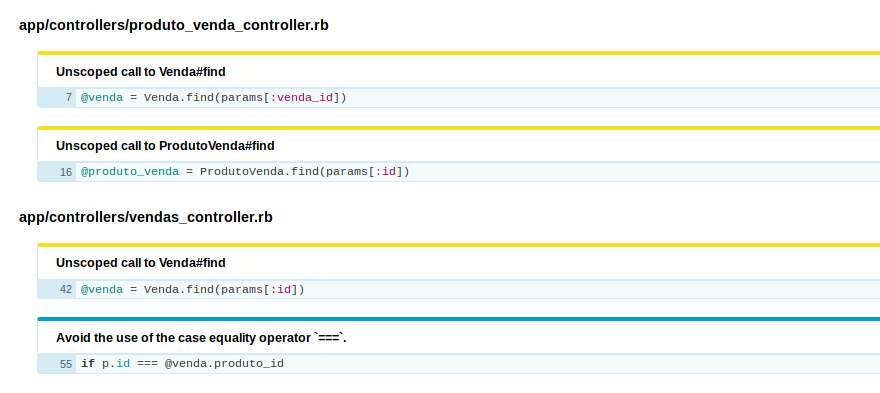 app/controllers/produto_venda_controller.rb
Unscoped call to Venda#find
7 @venda = Venda.find(params[:venda_id])
Unscoped call to ProdutoVenda#find
16 @produto_venda = ProdutoVenda.find(params[:id])
app/controllers/vendas_controller.rb
Unscoped call to Venda#find
42 @venda = Venda.find(params[:id])
Avoid the use of the case equality operator `===`.
55 if p.id === @venda.produto_id